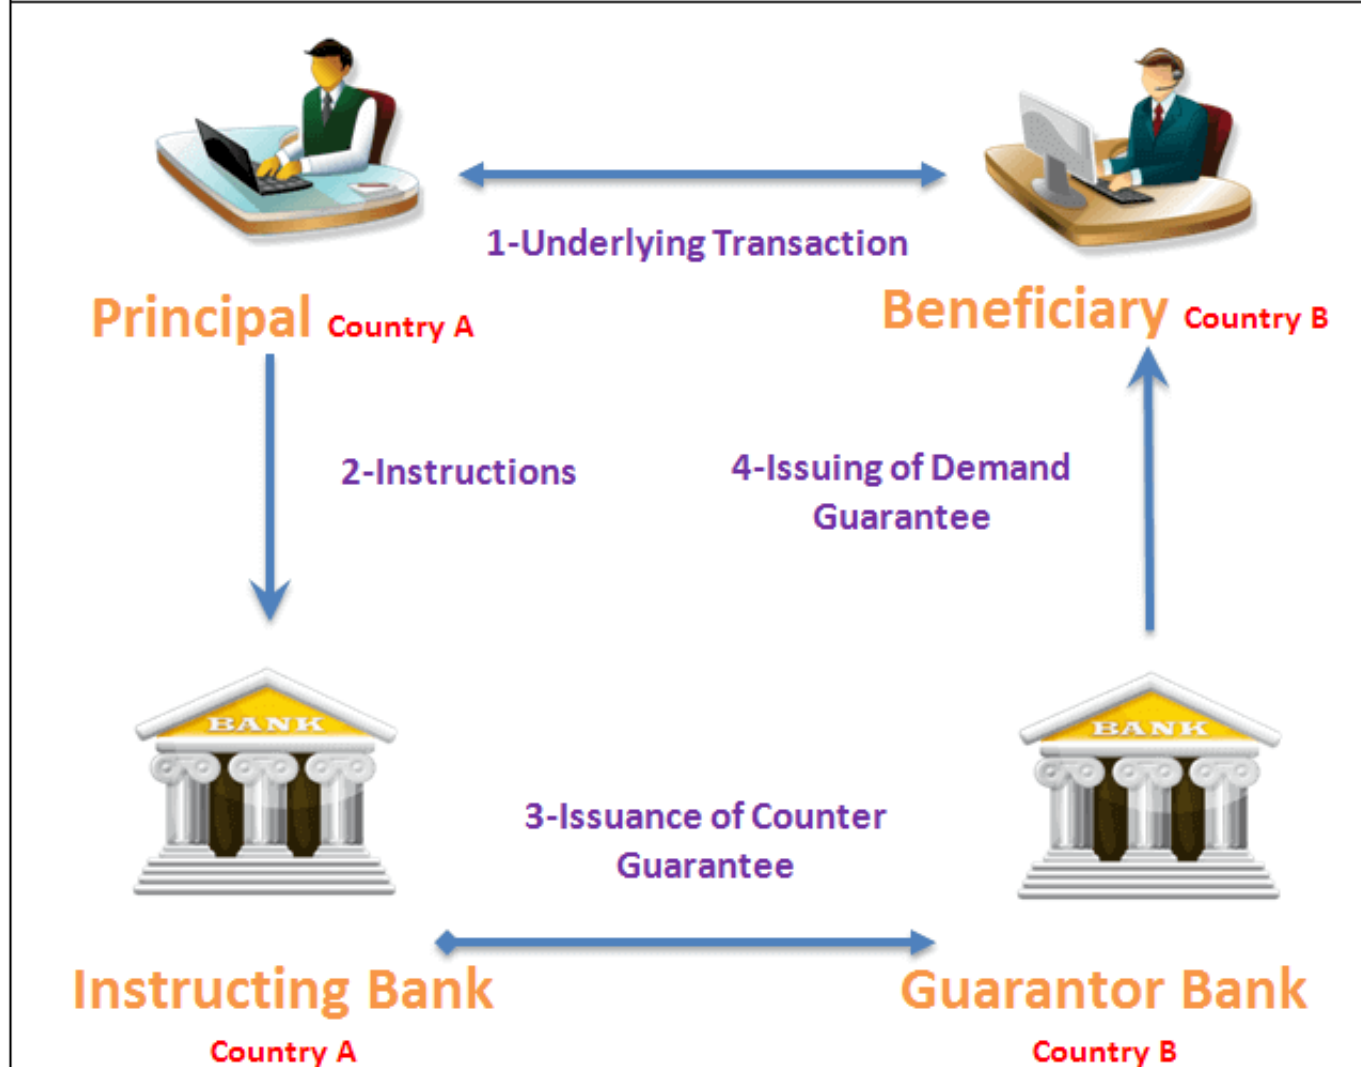 1-Underlying Transaction
Principal Country A
Beneficiary Country B
2-Instructions
4-Issuing of Demand
Guarantee
BANK
BANK
3-Issuance of Counter
Guarantee
Instructing Bank
Country A
Guarantor Bank
Country B